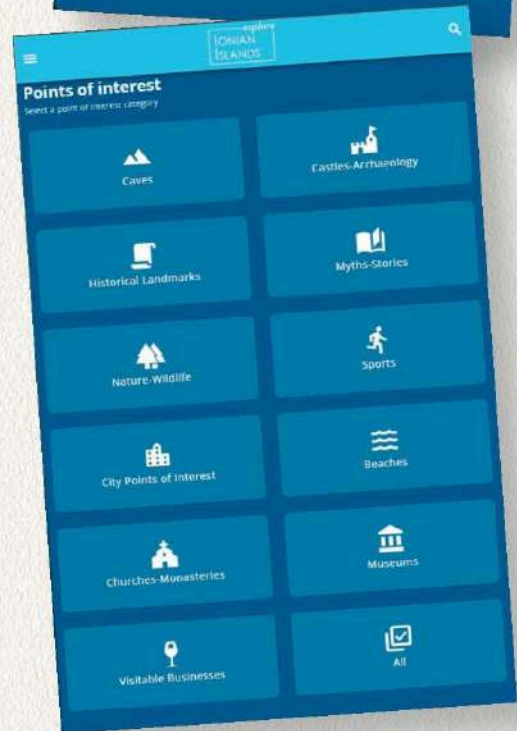 explore
IONIAN
ISLANDS
Points of interest
Select a point of interest category
Caves
Castles-Archaeology
Historical Landmarks
Myths-Stories
Nature-Wildlife
Sports
City Points of Interest
Beaches
Churches-Monasteries
Museums
Visitable Businesses
All